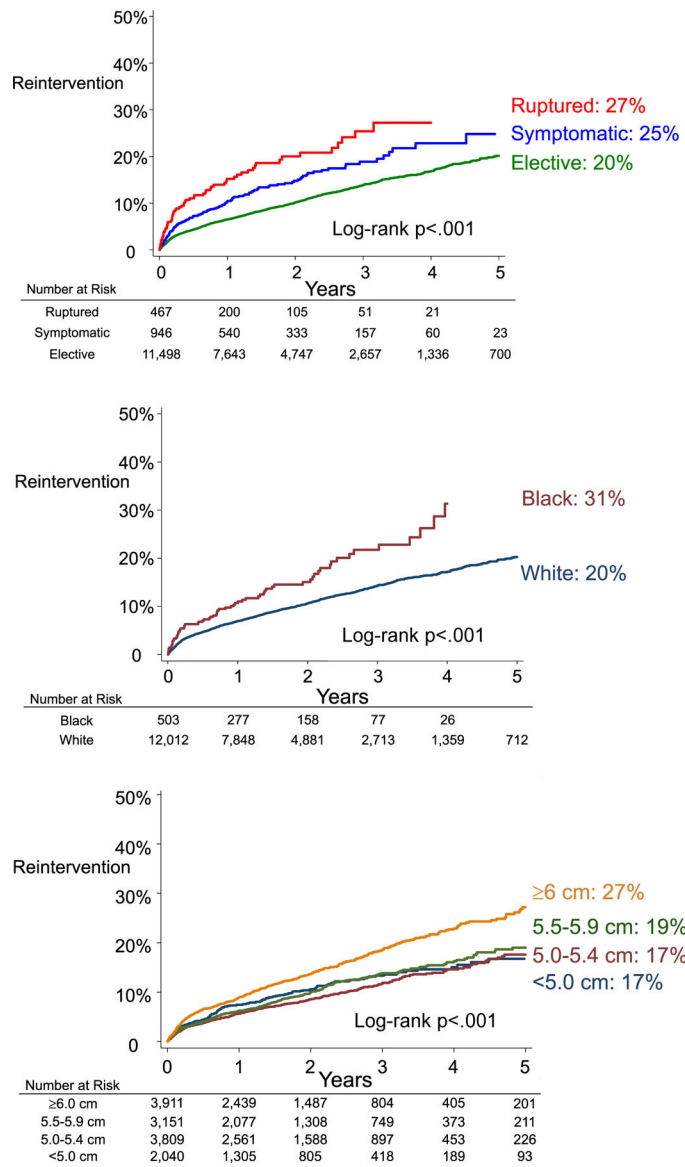 50%
40%
Reintervention
30%
Ruptured: 27%
Symptomatic: 25%
20%
Elective: 20%
10%
Log-rank p<.001
0
0 1 2 3 4 5
Years
Number at Risk
Ruptured 467 200 105 51 21
Symptomatic 946 540 333 157 60 23
Elective 11,498 7,643 4,747 2,657 1,336 700
50%
40%
Reintervention
30%
Black: 31%
20%
White: 20%
10%
Log-rank p<.001
0
0 1 2 3 4 5
Years
Number at Risk
Black 503 277 158 77 26
White 12,012 7,848 4,881 2,713 1,359 712
50%
40%
Reintervention
30%
≥6 cm: 27%
5.5-5.9 cm: 19%
20%
5.0-5.4 cm: 17%
<5.0 cm: 17%
10%
Log-rank p<.001
0
0 1 2 3 4 5
Years
Number at Risk
≥6.0 cm 3,911 2,439 1,487 804 405 201
5.5-5.9 cm 3,151 2,077 1,308 749 373 211
5.0-5.4 cm 3,809 2,561 1,588 897 453 226
<5.0 cm 2,040 1,305 805 418 189 93